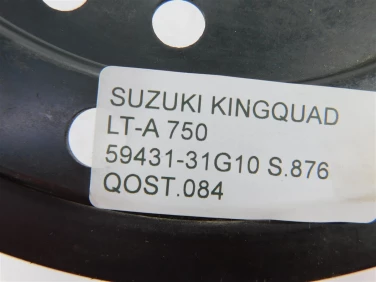 SUZUKI KINGQUAD
LT-A 750
59431-31G10 S.876
QOST.084